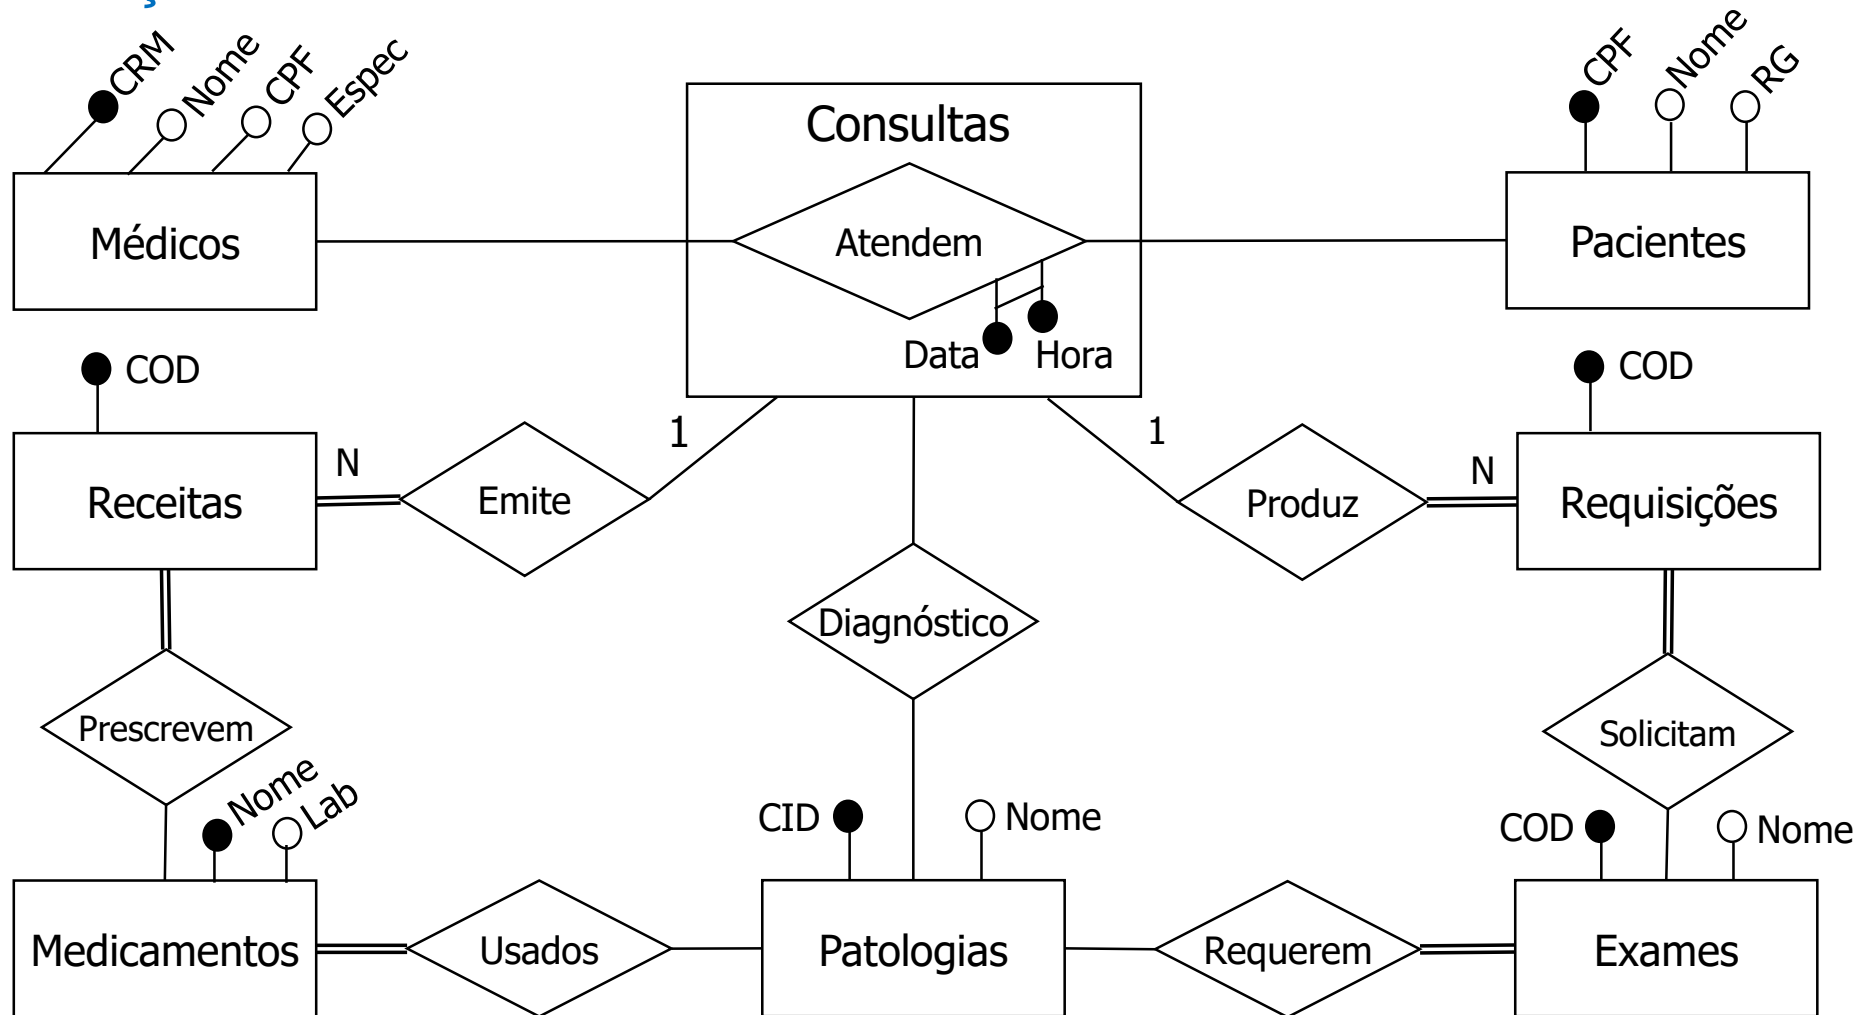 CRM
Nome
CPF
Espec
Consultas
CPF
Nome
RG
Médicos
Atendem
Pacientes
Data
Hora
COD
COD
1
1
N
N
Receitas
Emite
Produz
Requisições
Diagnóstico
Prescrevem
Solicitam
Nome
Lab
CID
Nome
COD
Nome
Medicamentos
Usados
Patologias
Requerem
Exames